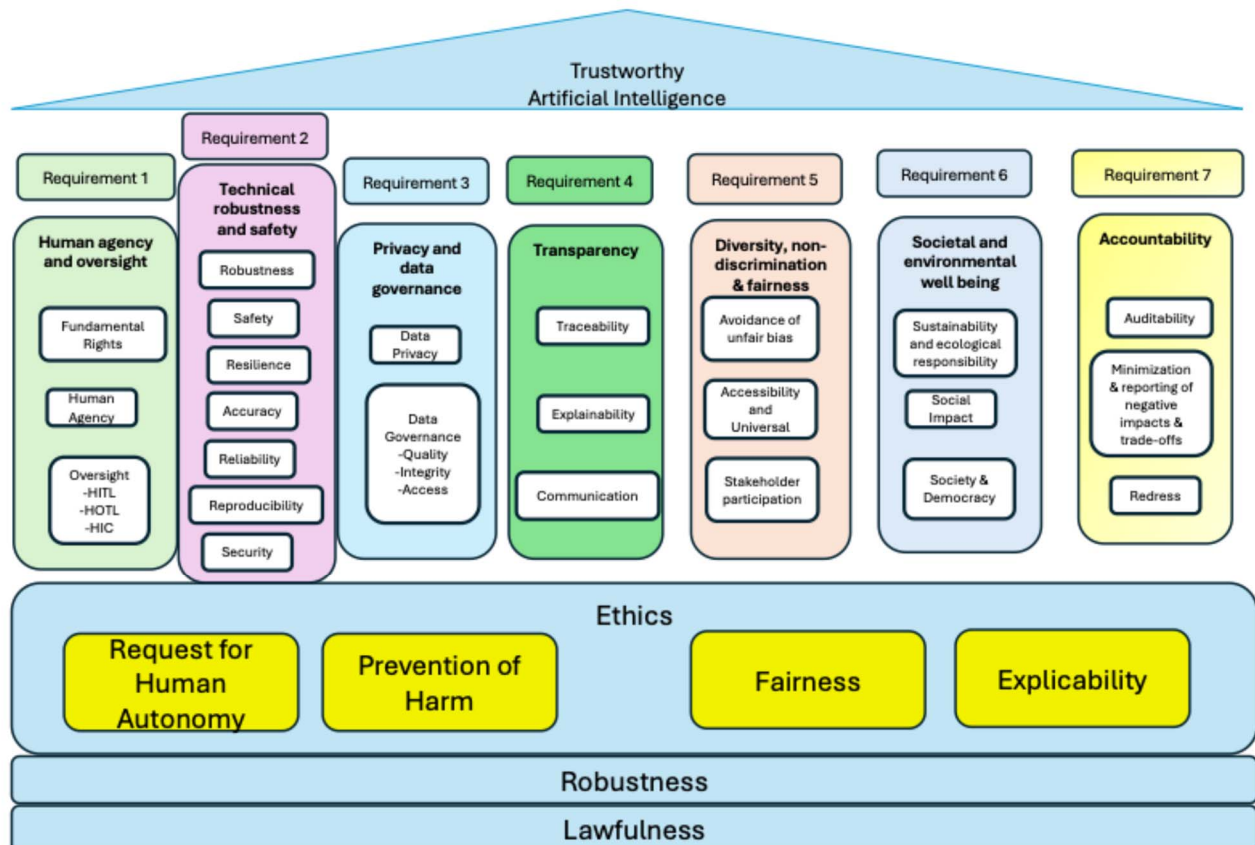 Trustworthy
Artificial Intelligence
Requirement 1
Human agency
and oversight
Fundamental
Rights
Human
Agency
Oversight
-HITL
-HOTL
-HIC
Requirement 2
Technical
robustness
and safety
Robustness
Safety
Resilience
Accuracy
Reliability
Reproducibility
Security
Requirement 3
Privacy and
data
governance
Data
Privacy
Data
Governance
-Quality
-Integrity
-Access
Requirement 4
Transparency
Traceability
Explainability
Communication
Requirement 5
Diversity, non-
discrimination
& fairness
Avoidance of
unfair bias
Accessibility
and
Universal
Stakeholder
participation
Requirement 6
Societal and
environmental
well being
Sustainability
and ecological
responsibility
Social
Impact
Society &
Democracy
Requirement 7
Accountability
Auditability
Minimization
& reporting of
negative
impacts &
trade-offs
Redress
Ethics
Request for
Human
Autonomy
Prevention of
Harm
Fairness
Explicability
Robustness
Lawfulness